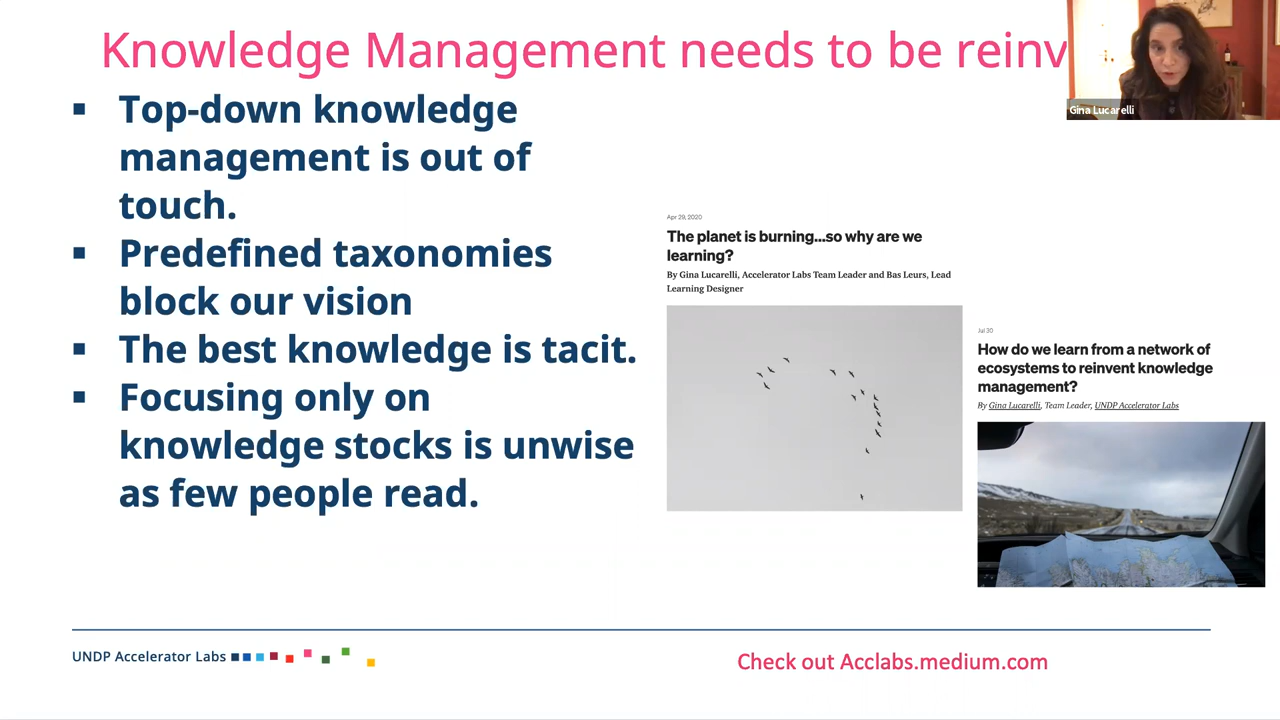 Knowledge Management needs to be reinv
Gina Lucarelli
▪ Top-down knowledge
management is out of
touch.
▪ Predefined taxonomies
block our vision
▪ The best knowledge is tacit.
▪ Focusing only on
knowledge stocks is unwise
as few people read.
Apr 29, 2020
The planet is burning...so why are we
learning?
By Gina Lucarelli, Accelerator Labs Team Leader and Bas Leurs, Lead
Learning Designer
Jul 30
How do we learn from a network of
ecosystems to reinvent knowledge
management?
By Gina Lucarelli, Team Leader, UNDP Accelerator Labs
UNDP Accelerator Labs
Check out Acclabs.medium.com